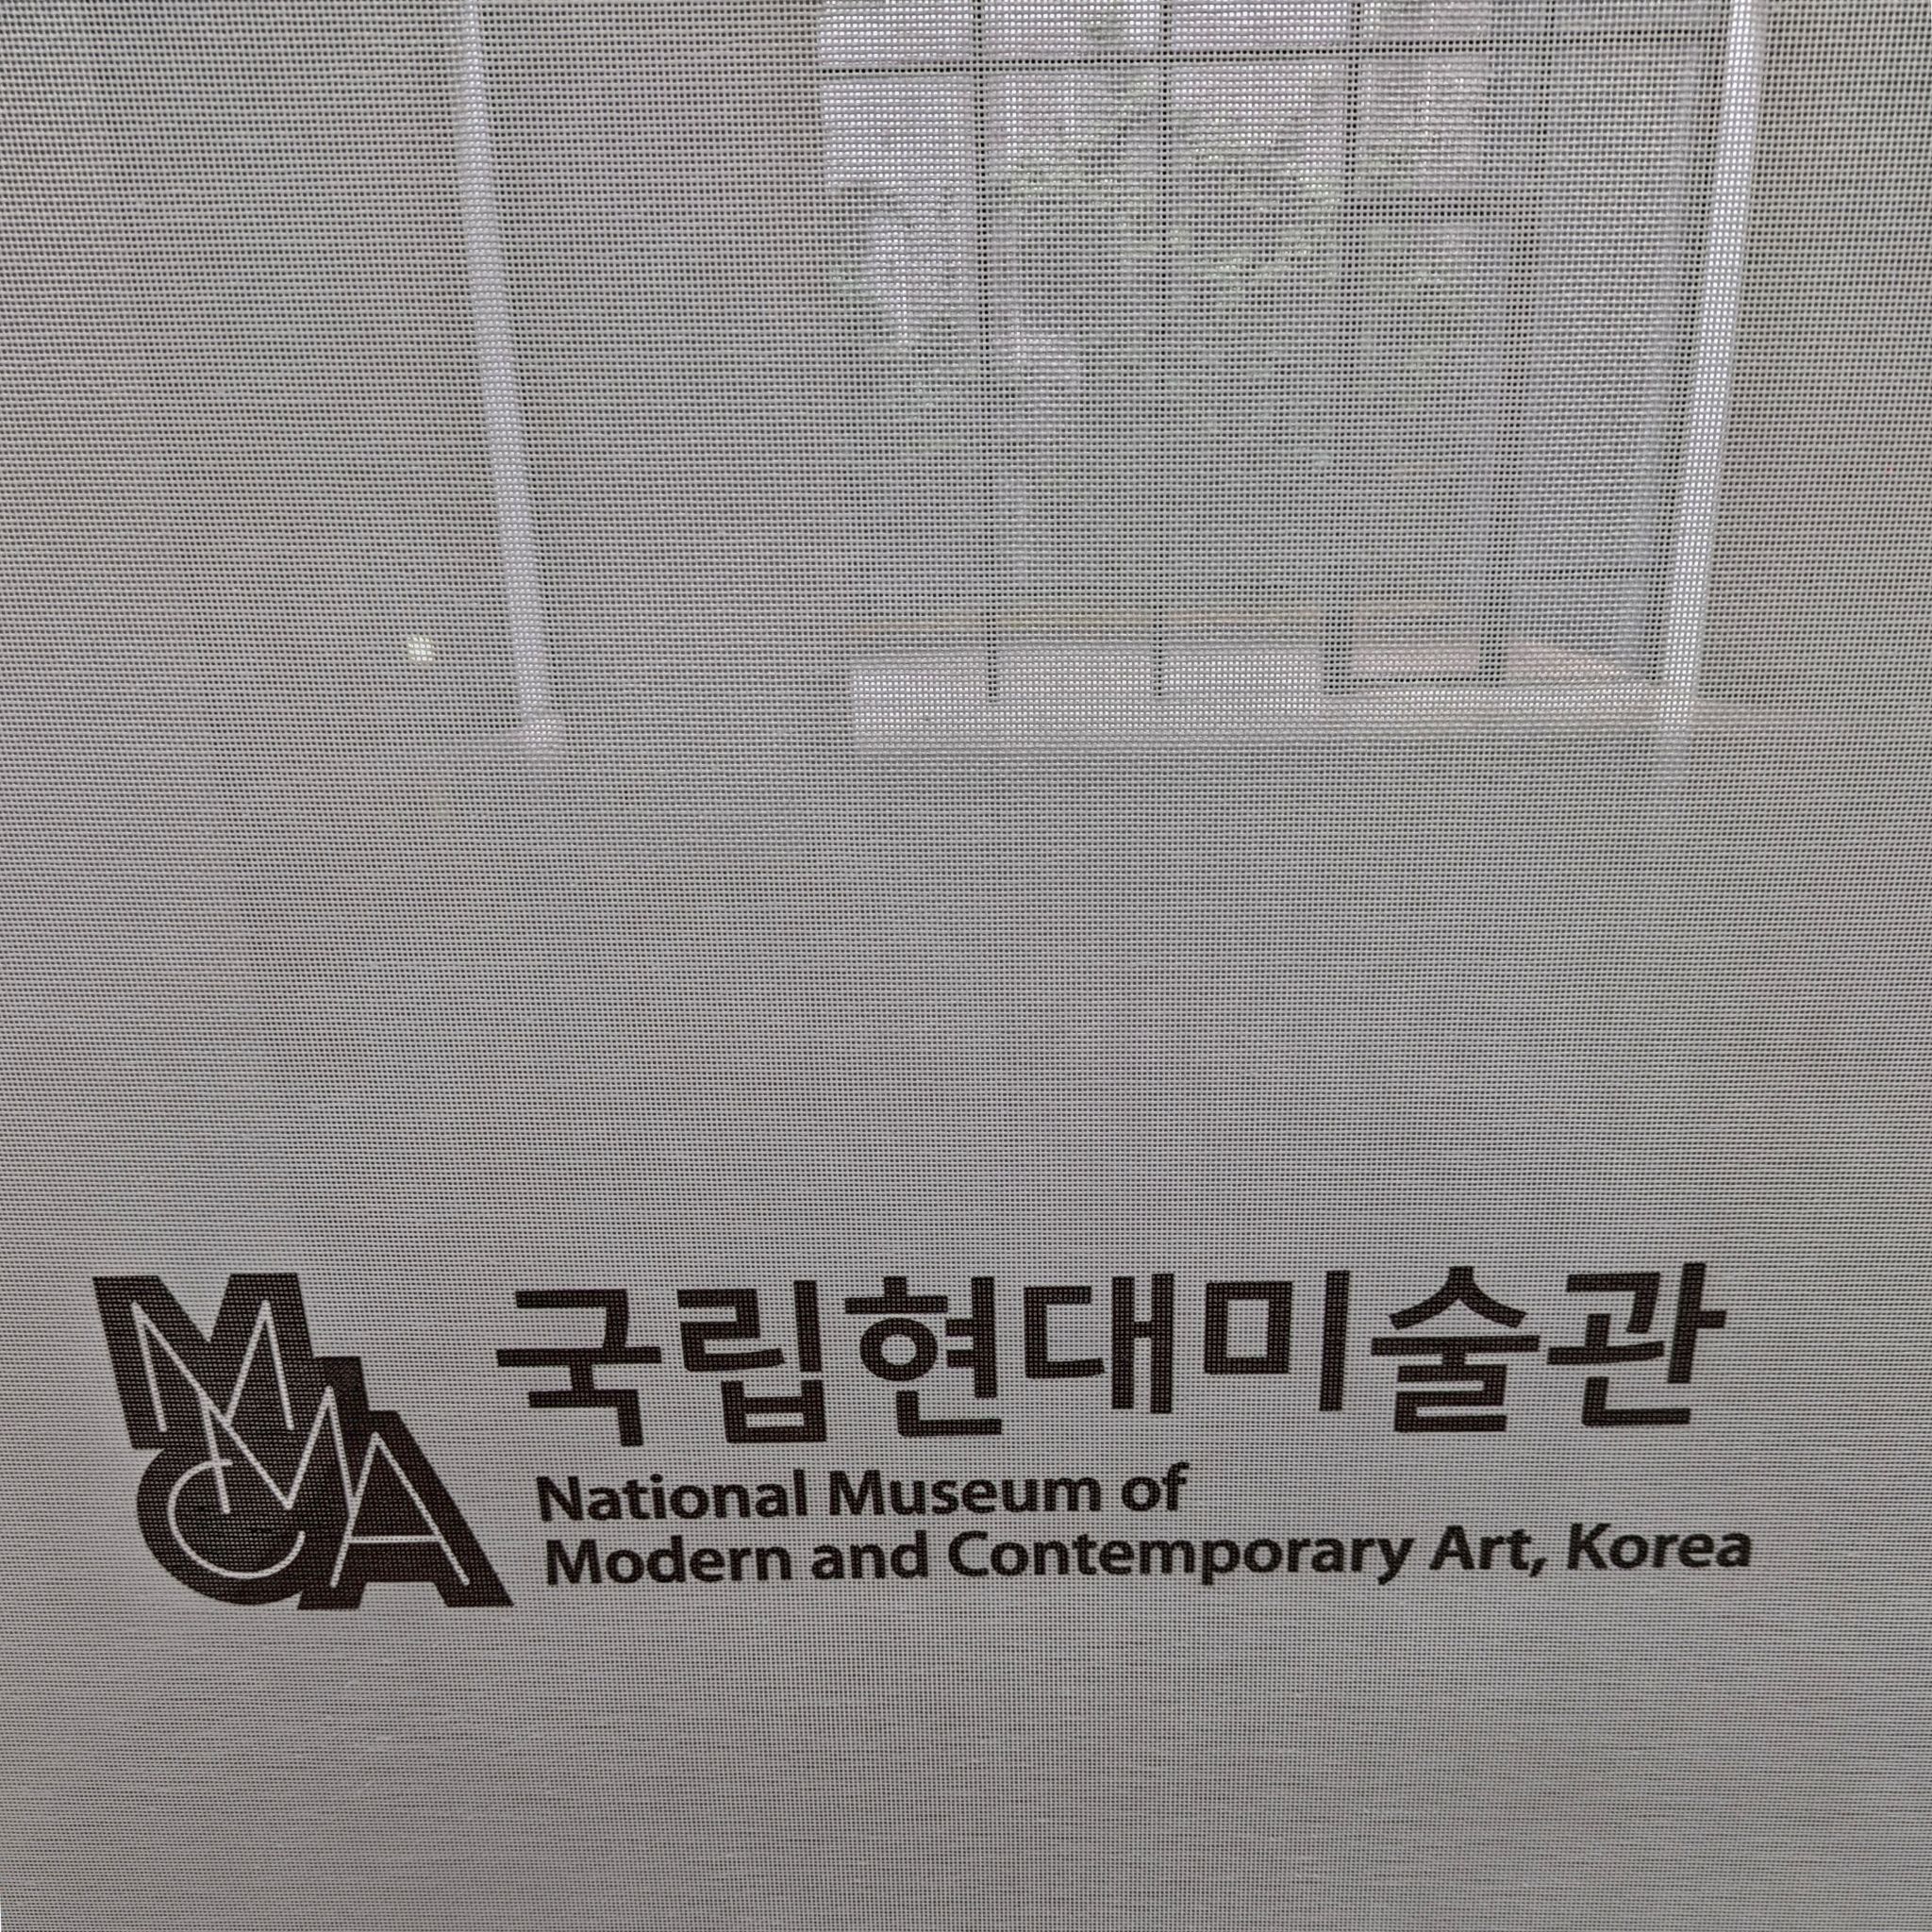 MMCA
국립현대미술관
National Museum of
Modern and Contemporary Art, Korea